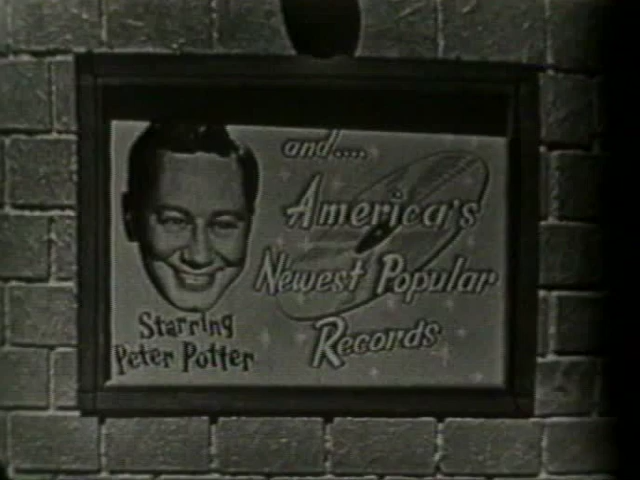 and....
America's
Newest Popular
Records
Starring
Peter Potter